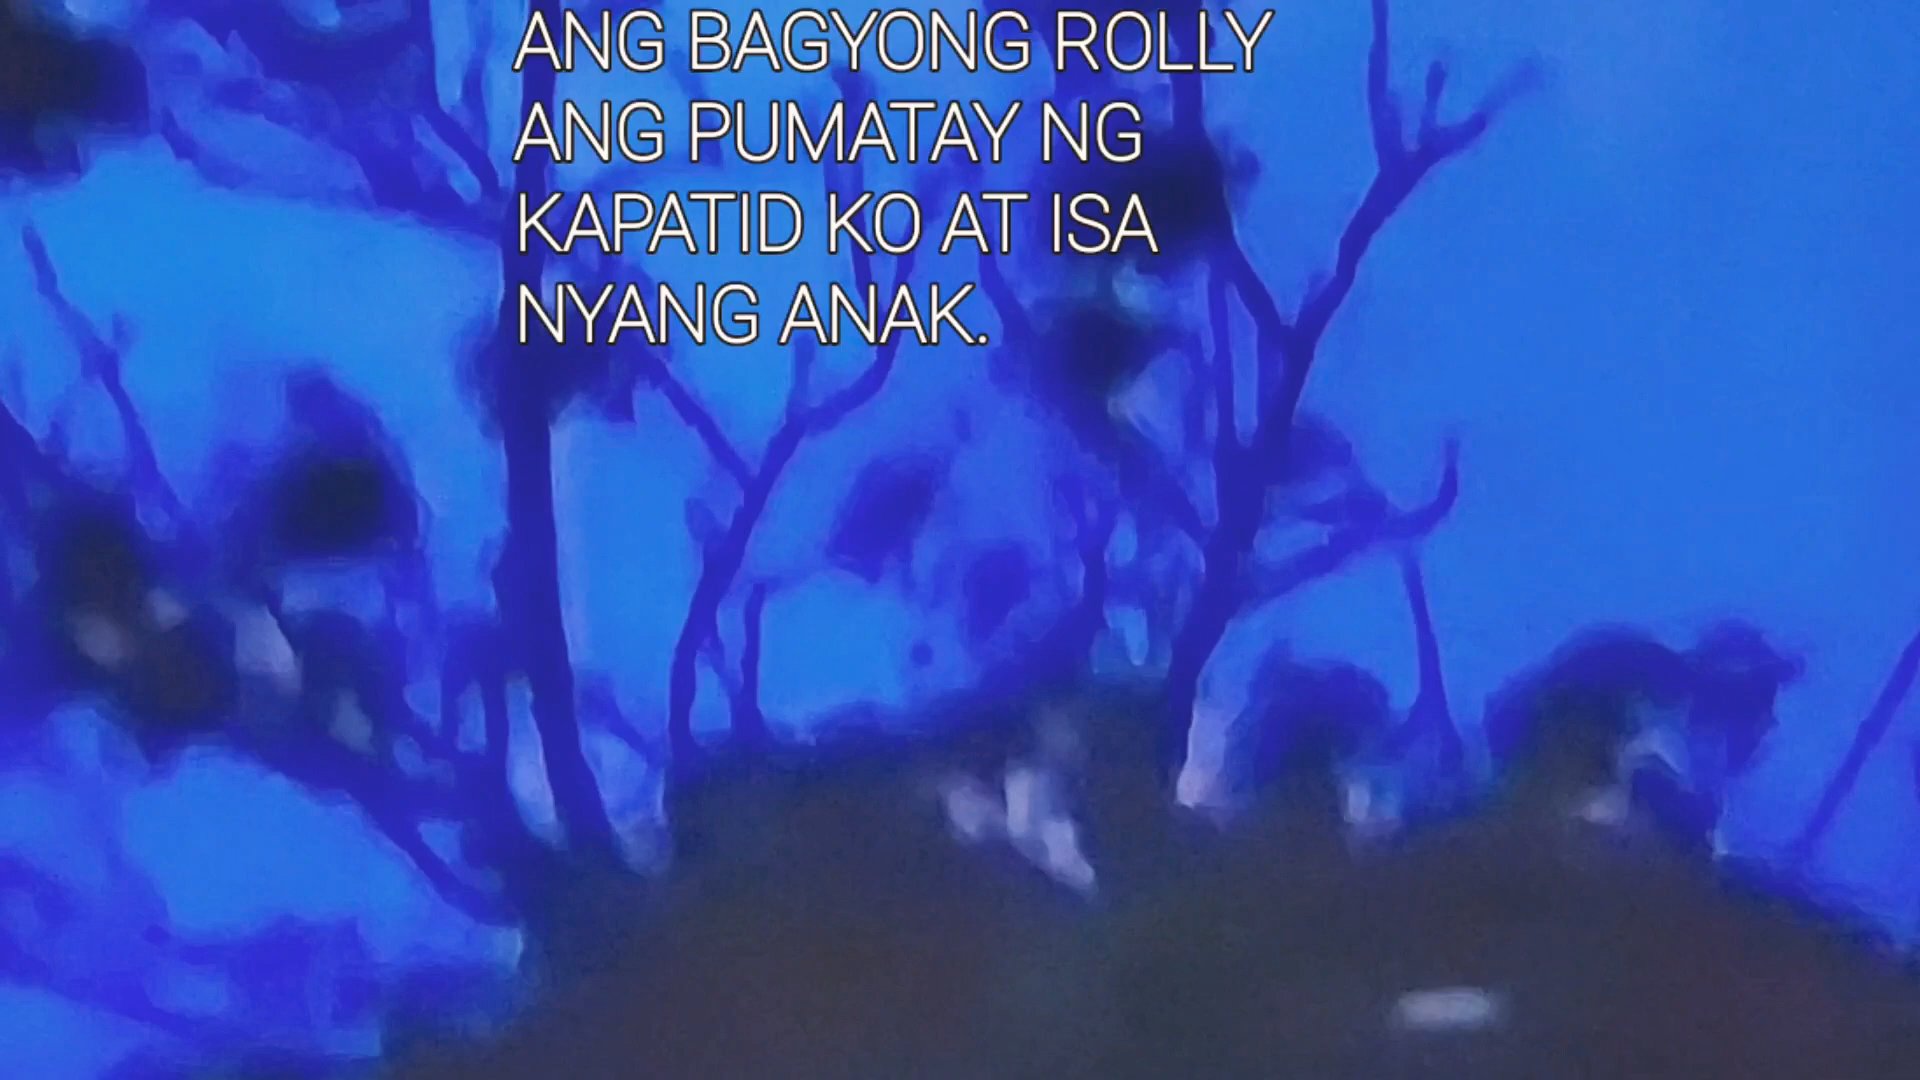 ANG BAGYONG ROLLY
ANG PUMATAY NG
KAPATID KO AT ISA
NYANG ANAK.